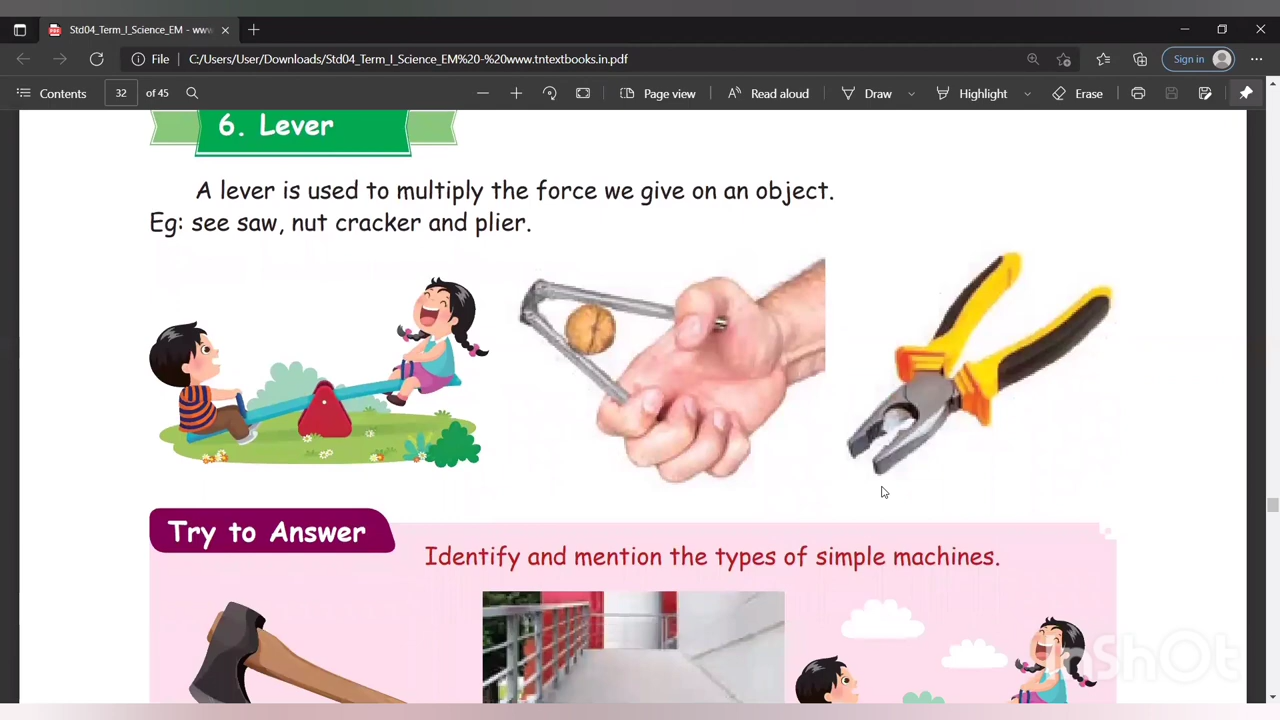 Std04_Term_I_Science_EM - www
File
C:/Users/User/Downloads/Std04_Term_I_Science_EM%20-%20www.tntextbooks.in.pdf
Sign in
Contents
32 of 45
Page view
Read aloud
Draw
Highlight
Erase
6. Lever
A lever is used to multiply the force we give on an object.
Eg: see saw, nut cracker and plier.
Try to Answer
Identify and mention the types of simple machines.
InShOt